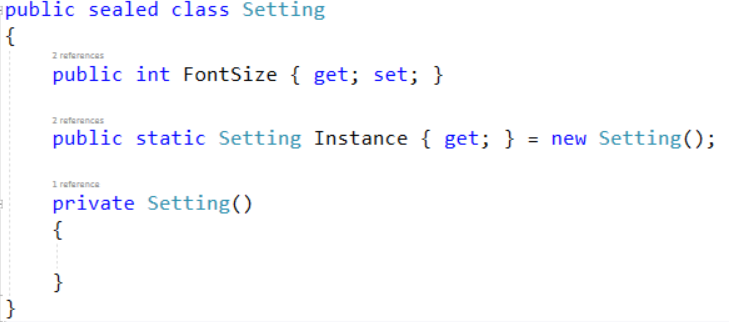 public sealed class Setting
{
2 references
public int FontSize { get; set; }
2 references
public static Setting Instance { get; } = new Setting();
1 reference
private Setting()
{
}
}